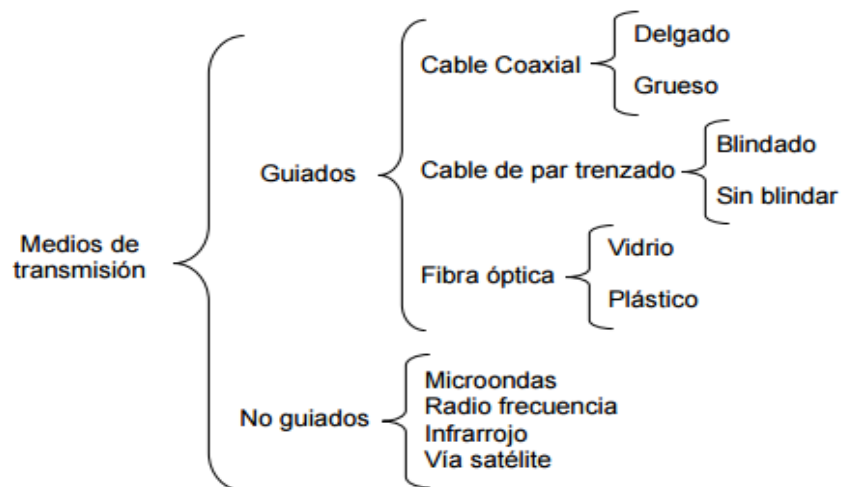 Medios de
transmisión
Guiados
Cable Coaxial
Delgado
Grueso
Cable de par trenzado
Blindado
Sin blindar
Fibra óptica
Vidrio
Plástico
No guiados
Microondas
Radio frecuencia
Infrarrojo
Vía satélite